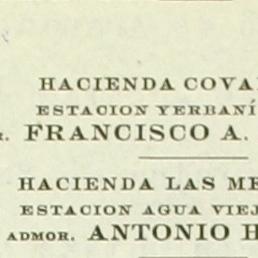 HACIENDA COVA
ESTACION YERBANÍ
R. FRANCISCO A.
HACIENDA LAS ME
ESTACION AGUA VIEJ
ADMOR. ANTONIO H